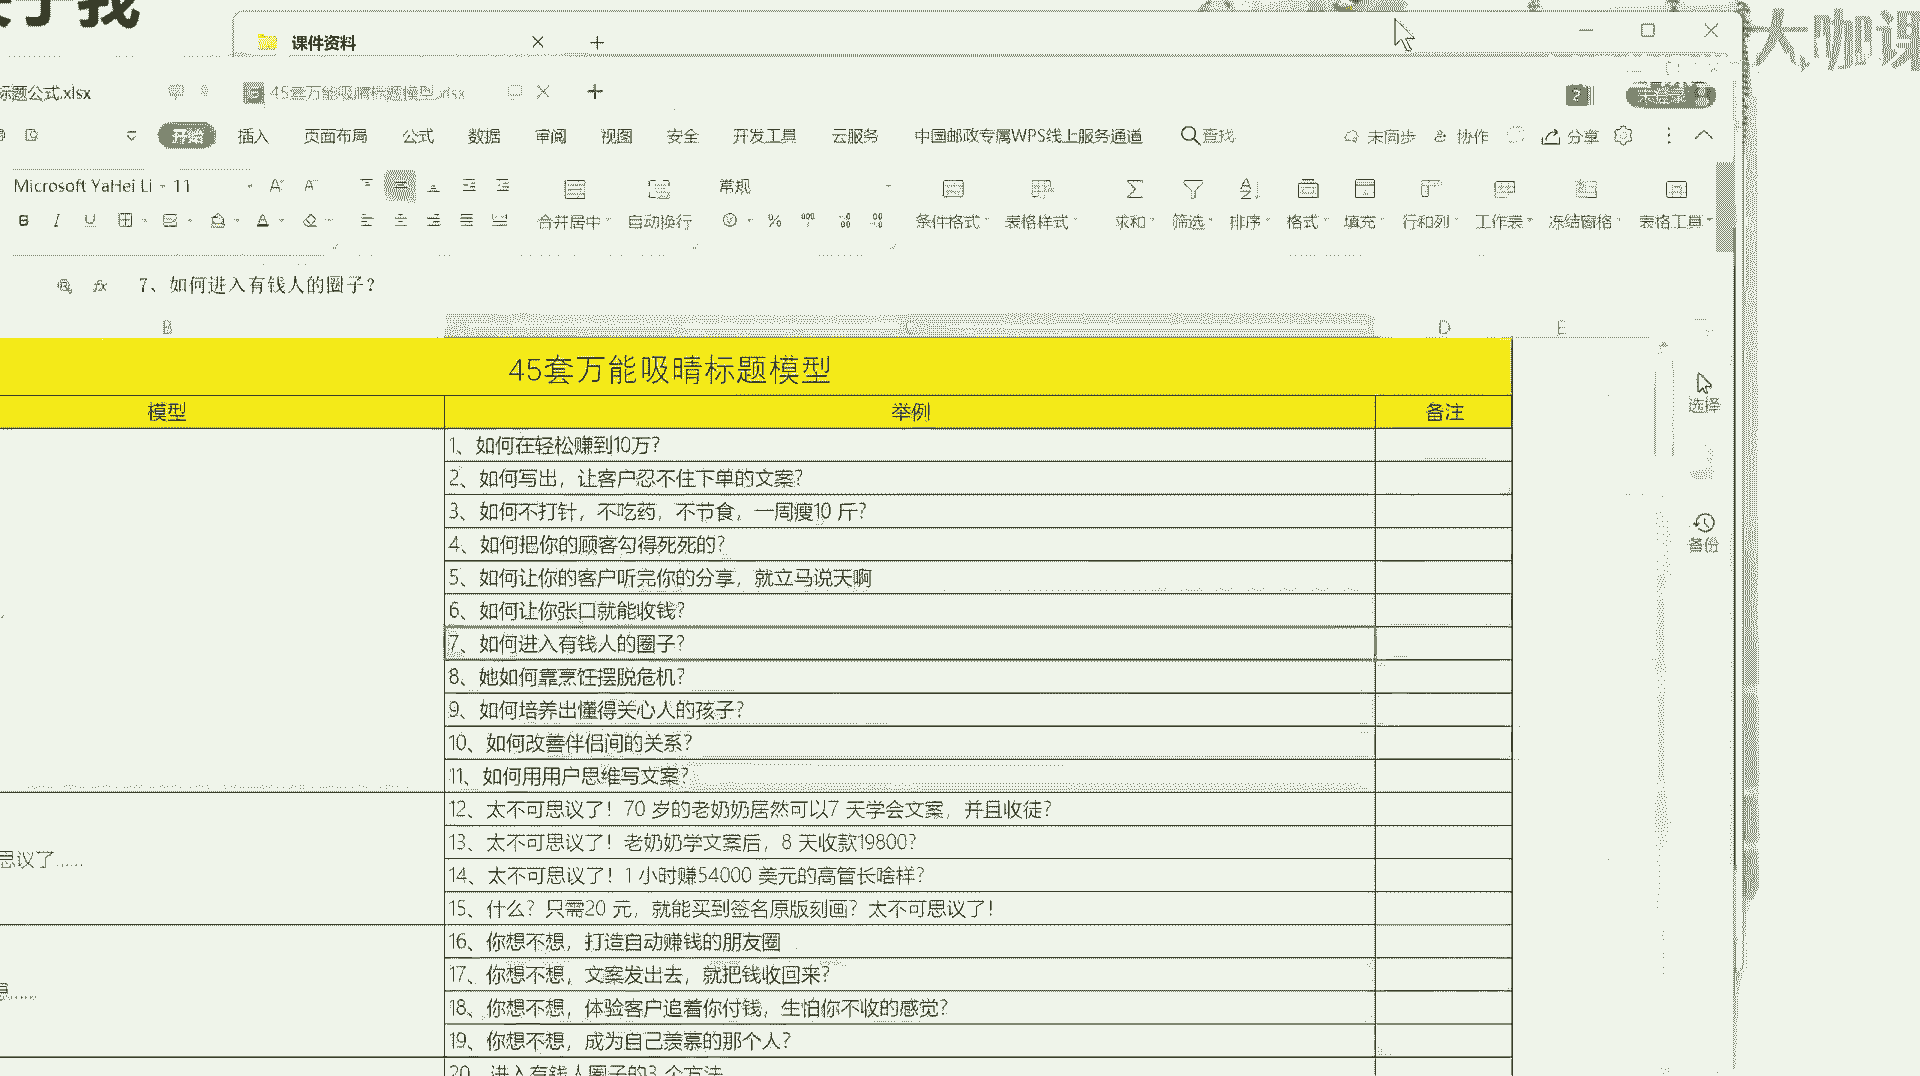 关于我
大咖课
课件资料
标题公式.xlsx
45套万能吸睛标题模型.xlsx
未登录
开始 插入 页面布局 公式 数据 审阅 视图 安全 开发工具 云服务 中国邮政专属WPS线上服务通道 查找 未同步 协作 分享
Microsoft YaHei Li 11 A A 常规
B I U A 合并居中 自动换行 % 条件格式 表格样式 求和 筛选 排序 格式 填充 行和列 工作表 冻结窗格 表格工具
fx 7、如何进入有钱人的圈子?
B C D E
45套万能吸睛标题模型
模型 举例 备注
1、如何在轻松赚到10万?
2、如何写出，让客户忍不住下单的文案?
3、如何不打针，不吃药，不节食，一周瘦10 斤?
4、如何把你的顾客勾得死死的?
5、如何让你的客户听完你的分享，就立马说天啊
6、如何让你张口就能收钱?
7、如何进入有钱人的圈子?
8、她如何靠烹饪摆脱危机?
9、如何培养出懂得关心人的孩子?
10、如何改善伴侣间的关系?
11、如何用用户思维写文案?
12、太不可思议了！70 岁的老奶奶居然可以7 天学会文案，并且收徒?
13、太不可思议了！老奶奶学文案后，8 天收款19800?
思议了......
14、太不可思议了！1 小时赚54000 美元的高管长啥样?
15、什么？只需20 元，就能买到签名原版刻画？太不可思议了！
16、你想不想，打造自动赚钱的朋友圈
17、你想不想，文案发出去，就把钱收回来?
18、你想不想，体验客户追着你付钱，生怕你不收的感觉?
19、你想不想，成为自己羡慕的那个人?
20、进入有钱人圈子的3 个方法
选择
备份